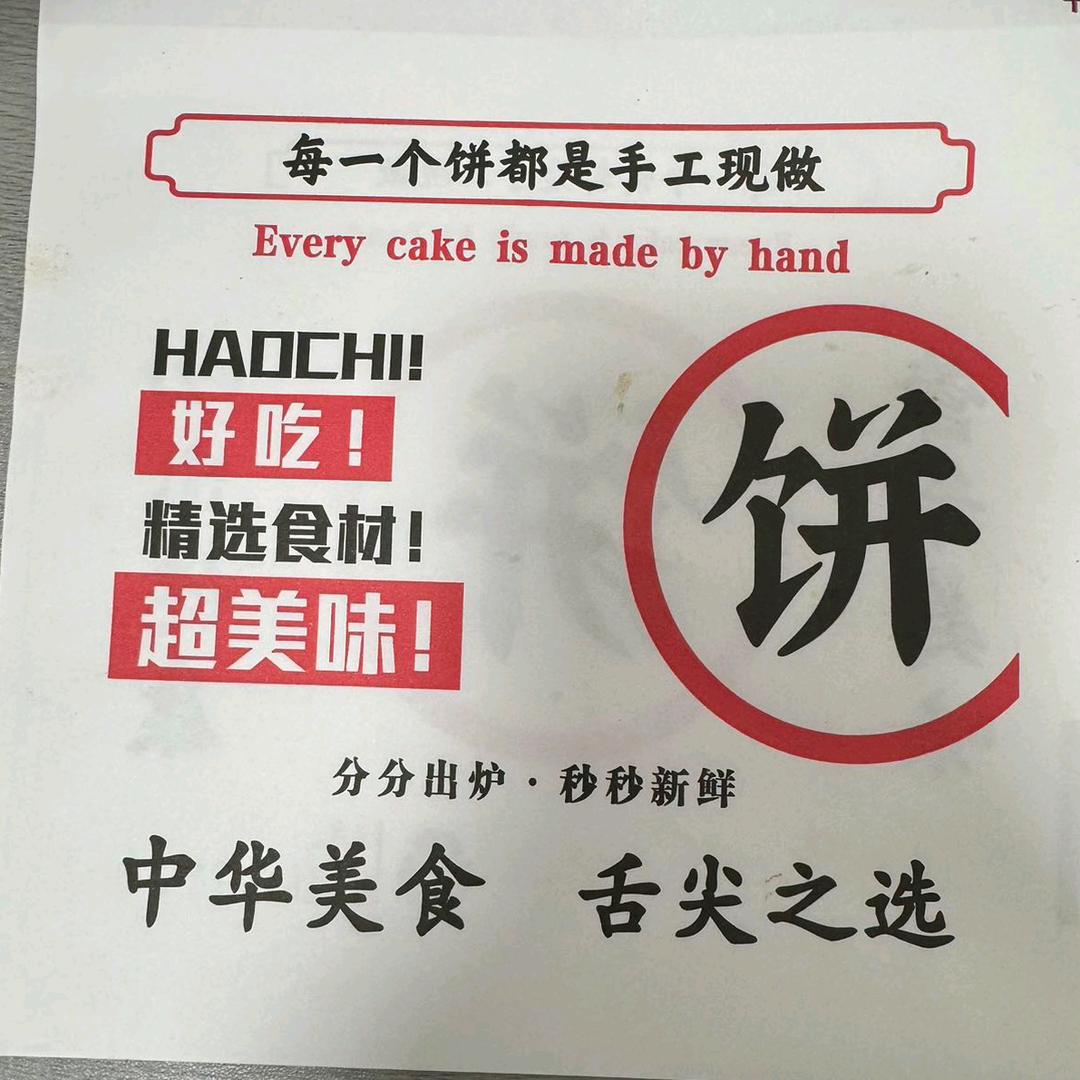 每一个饼都是手工现做
Every cake is made by hand
HAOCHI!
好吃!
精选食材!
超美味!
饼
分分出炉·秒秒新鲜
中华美食 舌尖之选